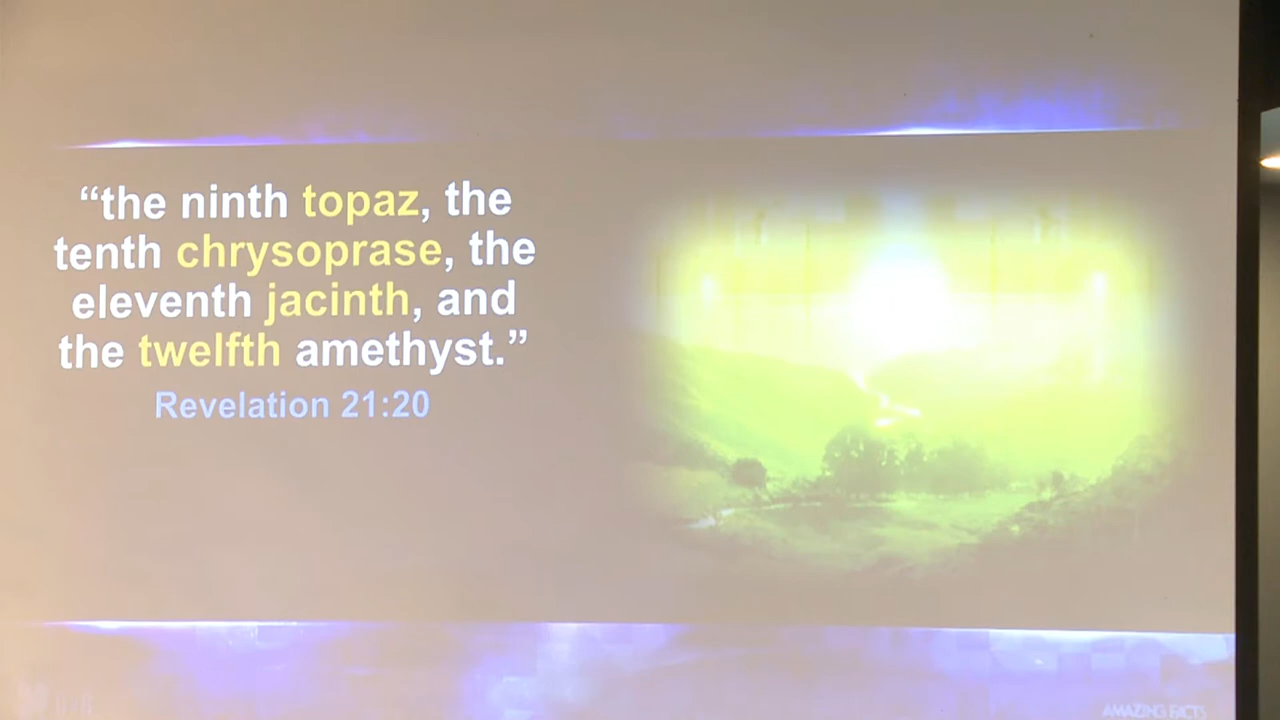 “the ninth topaz, the
tenth chrysoprase, the
eleventh jacinth, and
the twelfth amethyst.”
Revelation 21:20
AMAZING FACTS